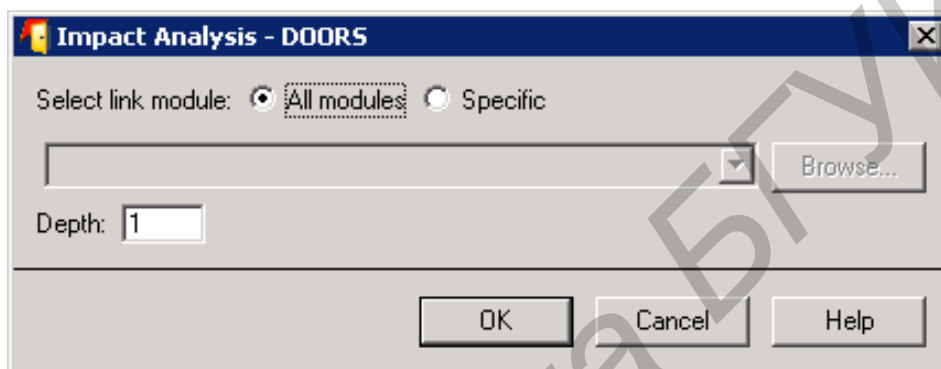 Impact Analysis - DOORS
Select link module: All modules Specific
Browse...
Depth: 1
OK Cancel Help